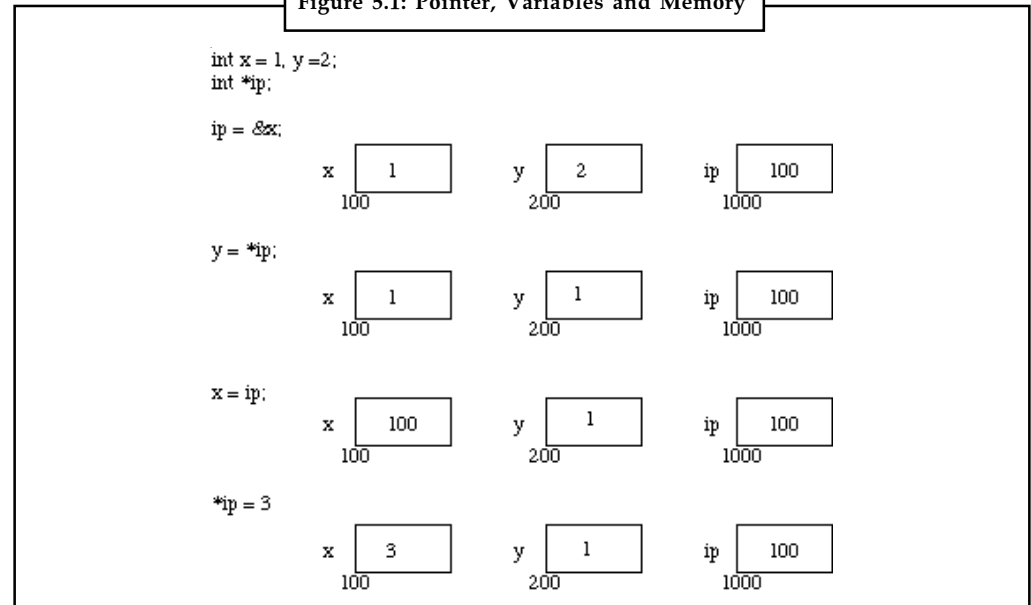 Figure 5.1: Pointer, Variables and Memory
int x = 1, y =2;
int *ip;
ip = &x;
x 1 y 2 ip 100
100 200 1000
y = *ip;
x 1 y 1 ip 100
100 200 1000
x = ip;
x 100 y 1 ip 100
100 200 1000
*ip = 3
x 3 y 1 ip 100
100 200 1000